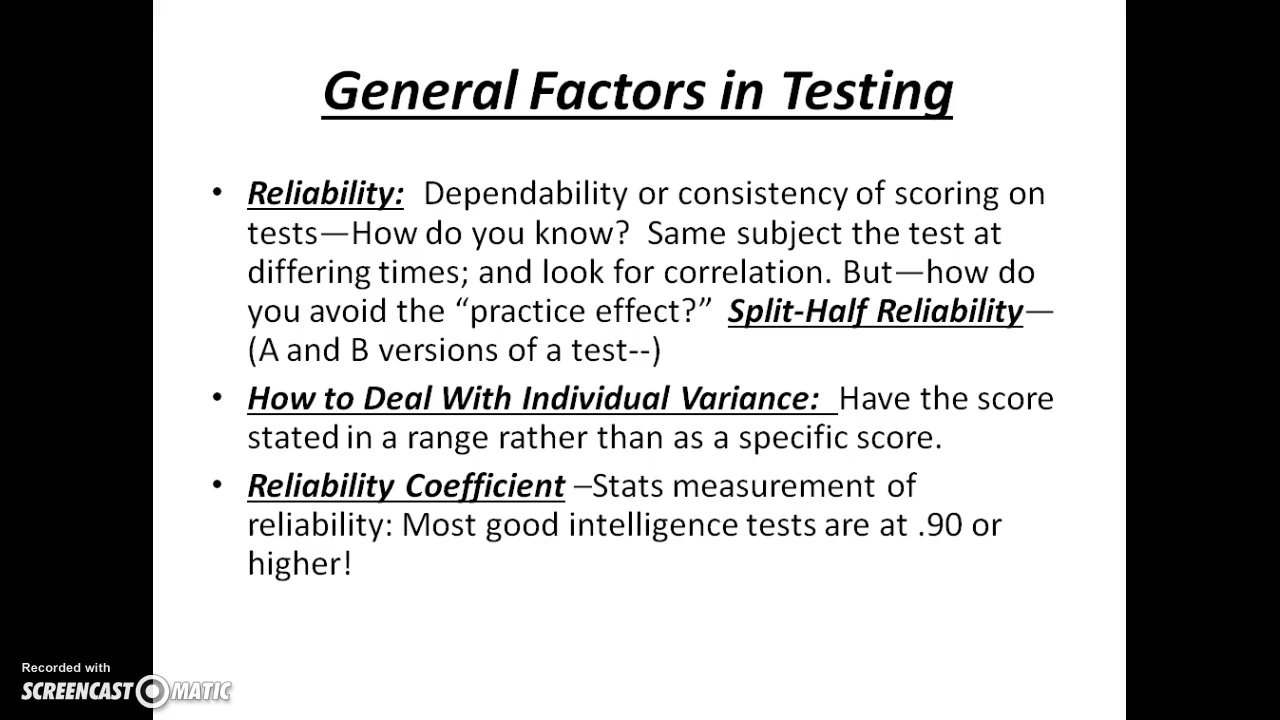 General Factors in Testing
• Reliability: Dependability or consistency of scoring on
tests—How do you know? Same subject the test at
differing times; and look for correlation. But—how do
you avoid the “practice effect?” Split-Half Reliability—
(A and B versions of a test--)
• How to Deal With Individual Variance: Have the score
stated in a range rather than as a specific score.
• Reliability Coefficient –Stats measurement of
reliability: Most good intelligence tests are at .90 or
higher!
Recorded with
SCREENCAST-O-MATIC